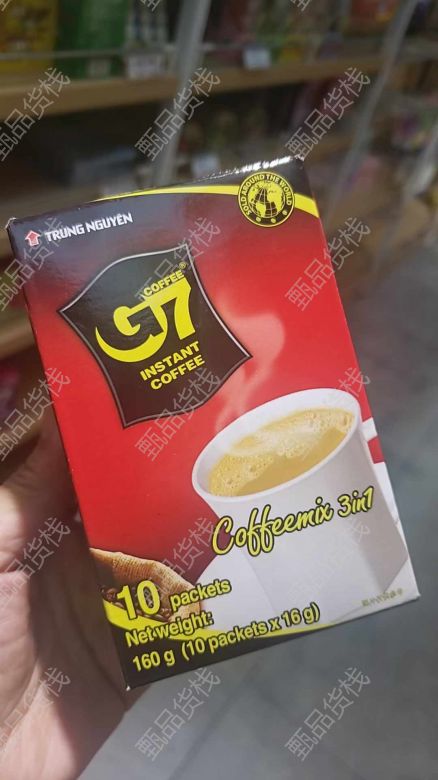 TRUNG NGUYÊN
SOLD AROUND THE WORLD
COFFEE
G7®
INSTANT
COFFEE
Coffeemix 3in1
10 packets
Net weight:
160 g (10 packets x 16 g)
甄品货栈